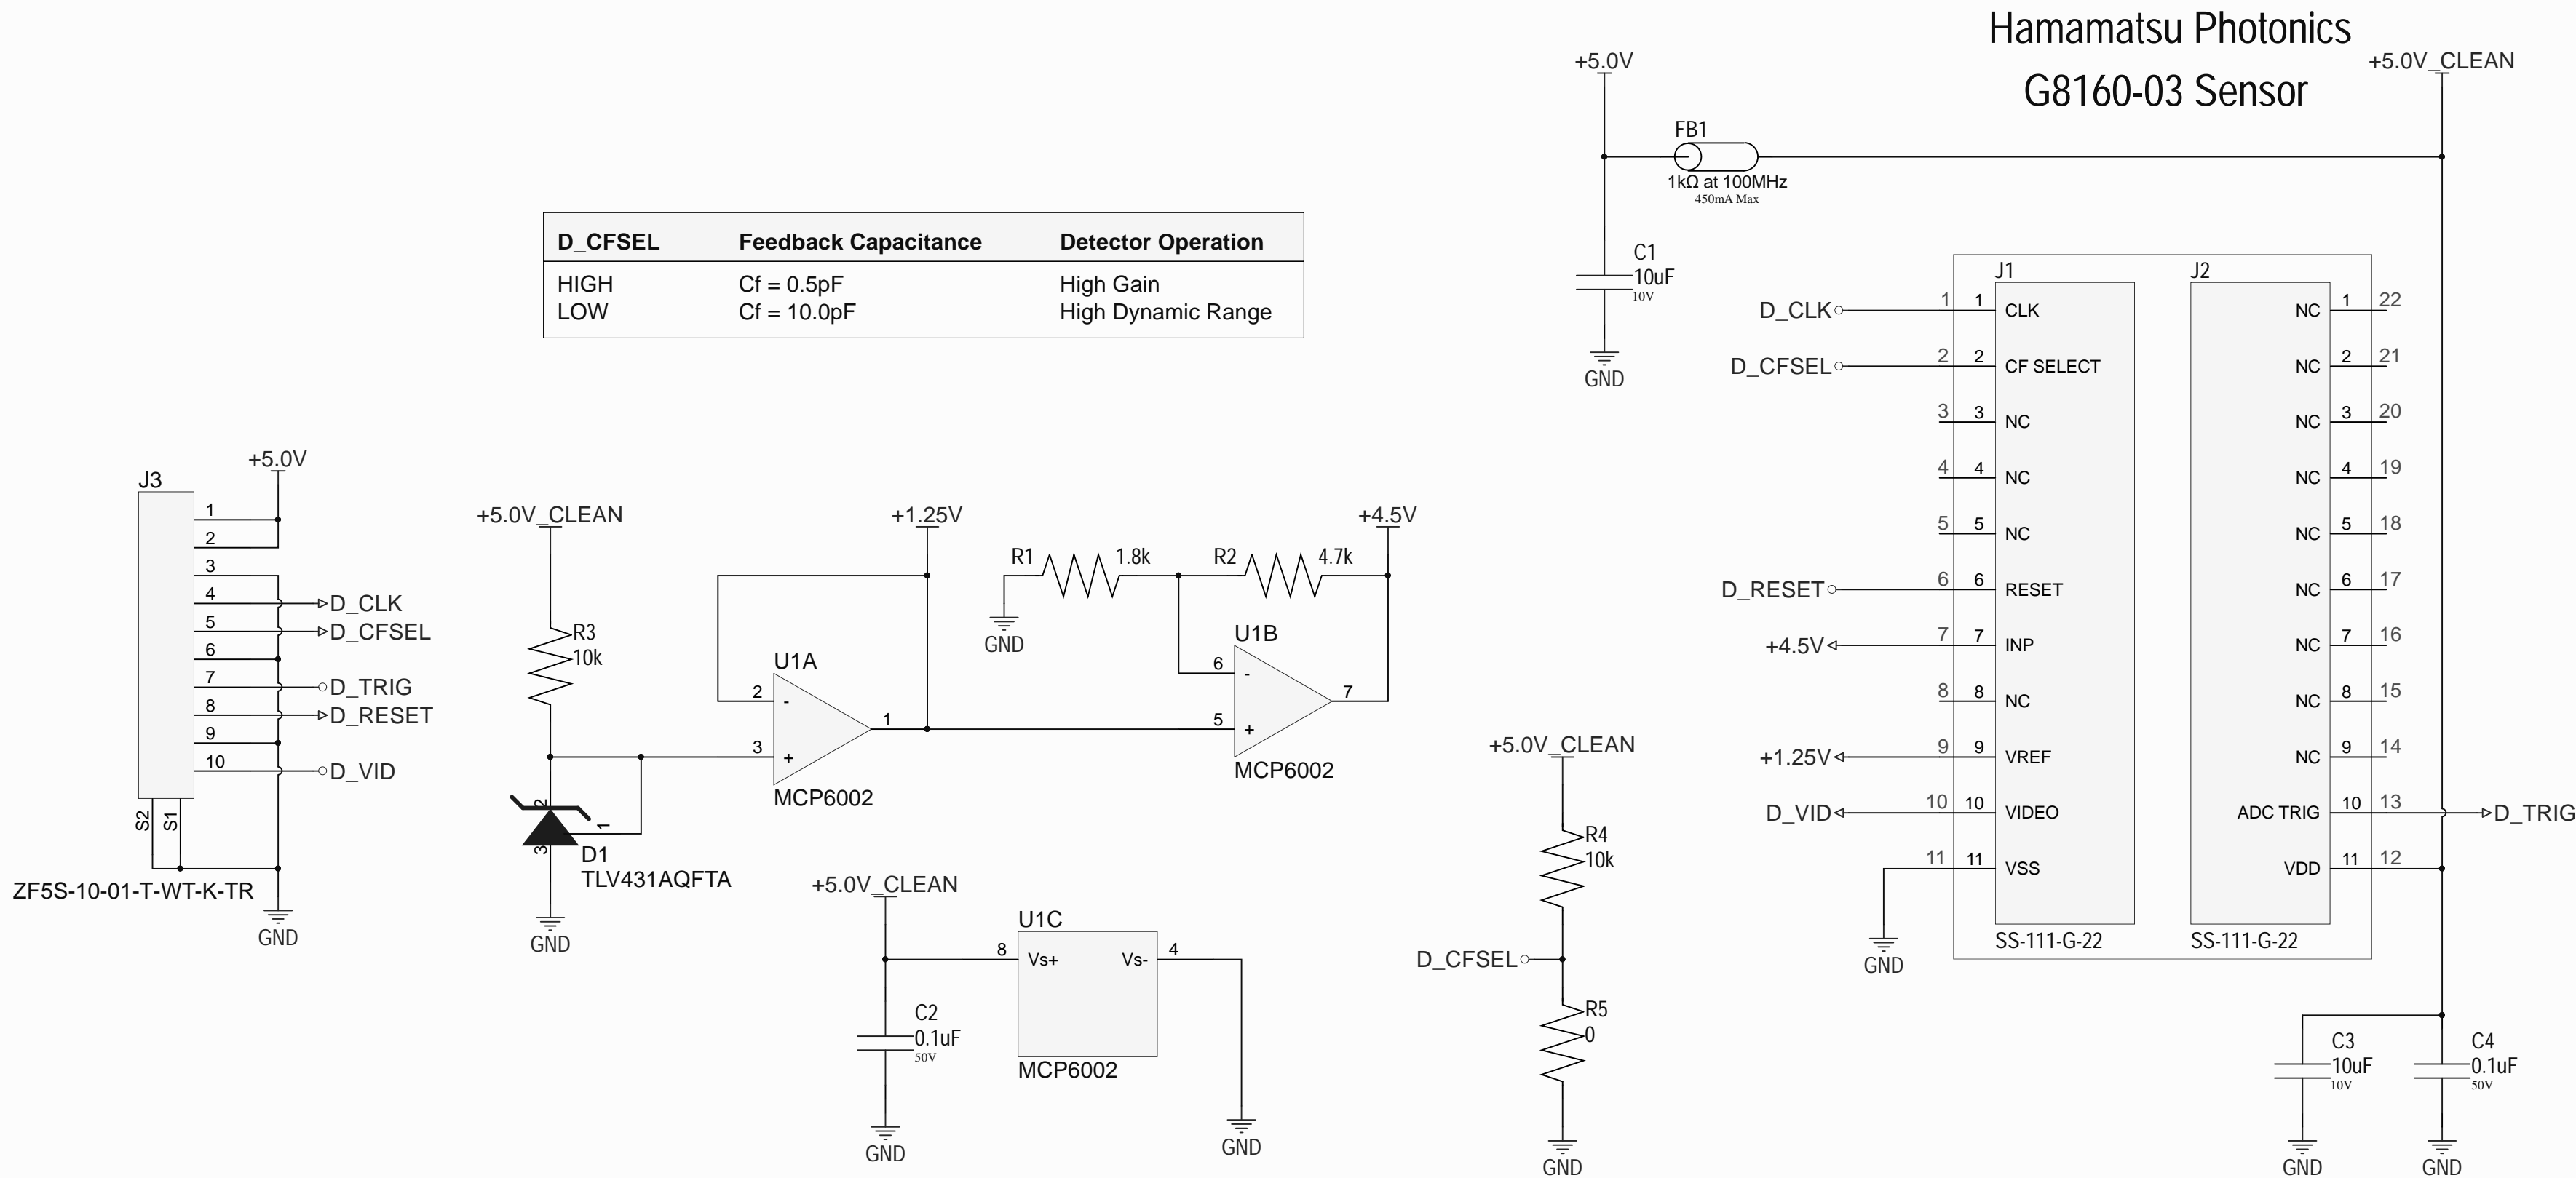 Hamamatsu Photonics
G8160-03 Sensor
+5.0V
+5.0V_CLEAN
FB1
1kΩ at 100MHz
450mA Max
C1
10uF
10V
GND
D_CFSEL Feedback Capacitance Detector Operation
HIGH Cf = 0.5pF High Gain
LOW Cf = 10.0pF High Dynamic Range
J3
+5.0V
1
2
3
4 D_CLK
5 D_CFSEL
6
7 D_TRIG
8 D_RESET
9
10 D_VID
S2
S1
ZF5S-10-01-T-WT-K-TR
GND
+5.0V_CLEAN
R3
10k
2
1
3
D1
TLV431AQFTA
GND
+1.25V
U1A
2
-
3
+
1
MCP6002
R1
1.8k
GND
R2
4.7k
+4.5V
U1B
6
-
5
+
7
MCP6002
+5.0V_CLEAN
U1C
8
Vs+
Vs-
4
MCP6002
C2
0.1uF
50V
GND
GND
+5.0V_CLEAN
R4
10k
D_CFSEL
R5
0
GND
J1
D_CLK 1 1 CLK
D_CFSEL 2 2 CF SELECT
3 3 NC
4 4 NC
5 5 NC
D_RESET 6 6 RESET
+4.5V 7 7 INP
8 8 NC
+1.25V 9 9 VREF
D_VID 10 10 VIDEO
11 11 VSS
SS-111-G-22
GND
J2
NC 1 22
NC 2 21
NC 3 20
NC 4 19
NC 5 18
NC 6 17
NC 7 16
NC 8 15
NC 9 14
ADC TRIG 10 13 D_TRIG
VDD 11 12
SS-111-G-22
C3
10uF
10V
GND
C4
0.1uF
50V
GND